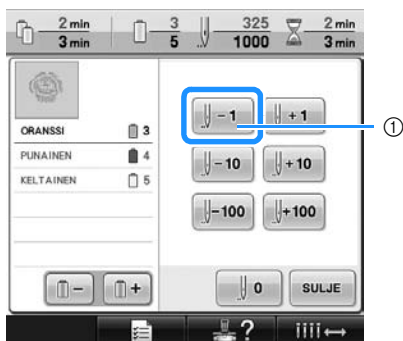 2 min 3 325 2 min
3 min 5 1000 3 min
ORANSSI 3
PUNAINEN 4
KELTAINEN 5
– 1 + 1
– 10 + 10
– 100 + 100
①
– +
0 SULJE
?